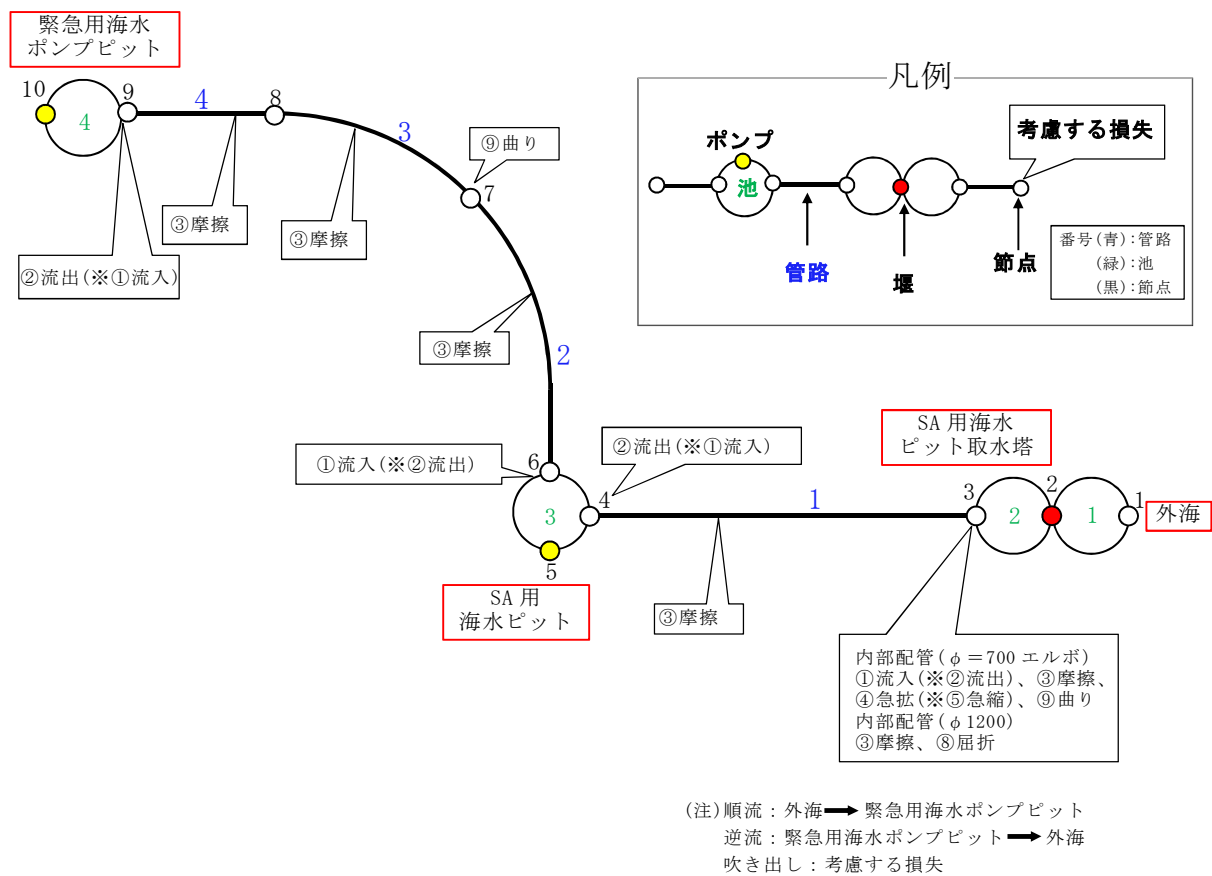 緊急用海水
ポンプピット
10
9
4
8
4
3
⑨曲り
7
③摩擦
③摩擦
②流出(※①流入)
③摩擦
2
凡例
ポンプ
池
考慮する損失
管路
堰
節点
番号(青):管路
(緑):池
(黒):節点
①流入(※②流出)
6
②流出(※①流入)
4
3
5
SA 用
海水ピット
1
③摩擦
SA 用海水
ピット取水塔
3
2
2
1
1
外海
内部配管(φ＝700 エルボ)
①流入(※②流出)、③摩擦、
④急拡(※⑤急縮)、⑨曲り
内部配管(φ1200)
③摩擦、⑧屈折
(注)順流：外海➡緊急用海水ポンプピット
逆流：緊急用海水ポンプピット➡外海
吹き出し：考慮する損失